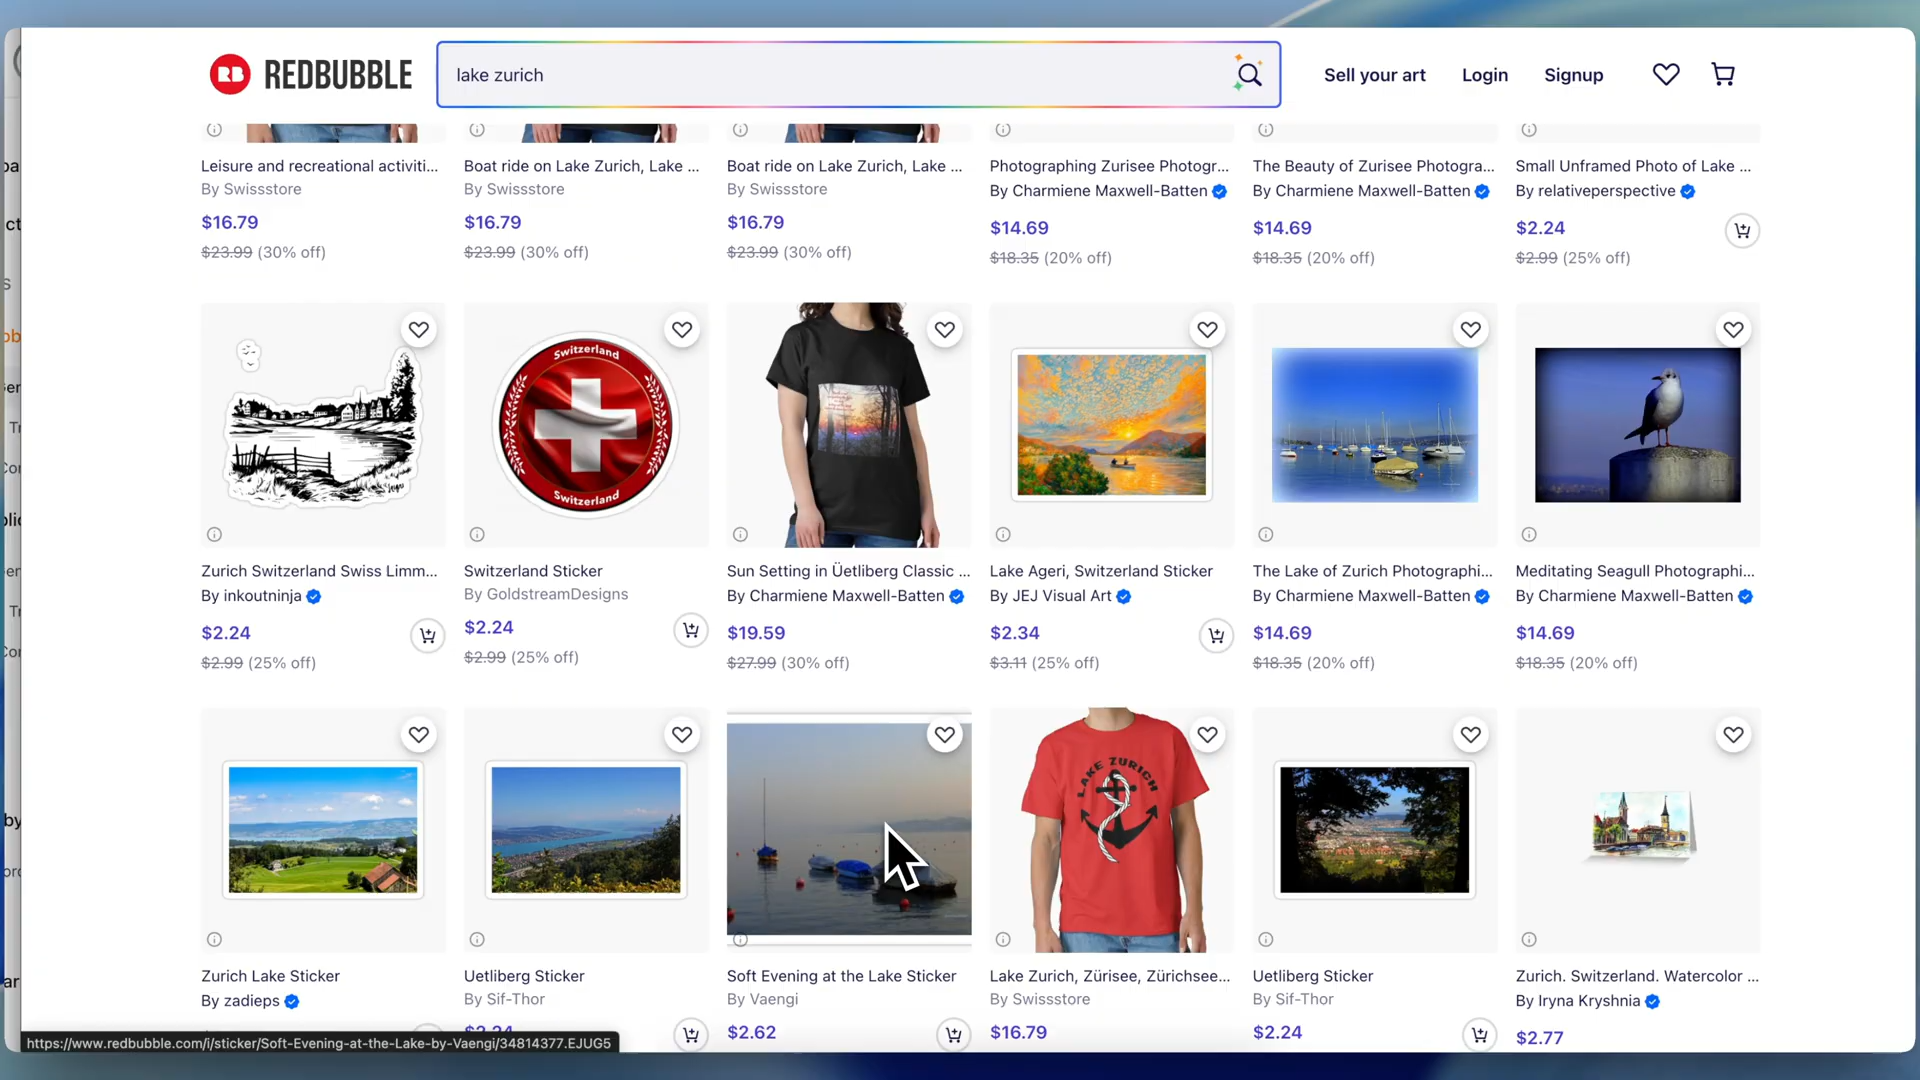 REDBUBBLE
lake zurich
Sell your art
Login
Signup
Leisure and recreational activiti...
By Swissstore
$16.79
$23.99 (30% off)
Boat ride on Lake Zurich, Lake ...
By Swissstore
$16.79
$23.99 (30% off)
Boat ride on Lake Zurich, Lake ...
By Swissstore
$16.79
$23.99 (30% off)
Photographing Zurisee Photogr...
By Charmiene Maxwell-Batten
$14.69
$18.35 (20% off)
The Beauty of Zurisee Photogra...
By Charmiene Maxwell-Batten
$14.69
$18.35 (20% off)
Small Unframed Photo of Lake ...
By relativeperspective
$2.24
$2.99 (25% off)
Zurich Switzerland Swiss Limm...
By inkoutninja
$2.24
$2.99 (25% off)
Switzerland
Switzerland
Switzerland Sticker
By GoldstreamDesigns
$2.24
$2.99 (25% off)
Sun Setting in Üetliberg Classic ...
By Charmiene Maxwell-Batten
$19.59
$27.99 (30% off)
Lake Ageri, Switzerland Sticker
By JEJ Visual Art
$2.34
$3.11 (25% off)
The Lake of Zurich Photographi...
By Charmiene Maxwell-Batten
$14.69
$18.35 (20% off)
Meditating Seagull Photographi...
By Charmiene Maxwell-Batten
$14.69
$18.35 (20% off)
Zurich Lake Sticker
By zadieps
Uetliberg Sticker
By Sif-Thor
$2.24
Soft Evening at the Lake Sticker
By Vaengi
$2.62
LAKE ZURICH
Lake Zurich, Zürisee, Zürichsee...
By Swissstore
$16.79
Uetliberg Sticker
By Sif-Thor
$2.24
Zurich. Switzerland. Watercolor ...
By Iryna Kryshnia
$2.77
https://www.redbubble.com/i/sticker/Soft-Evening-at-the-Lake-by-Vaengi/34814377.EJUG5